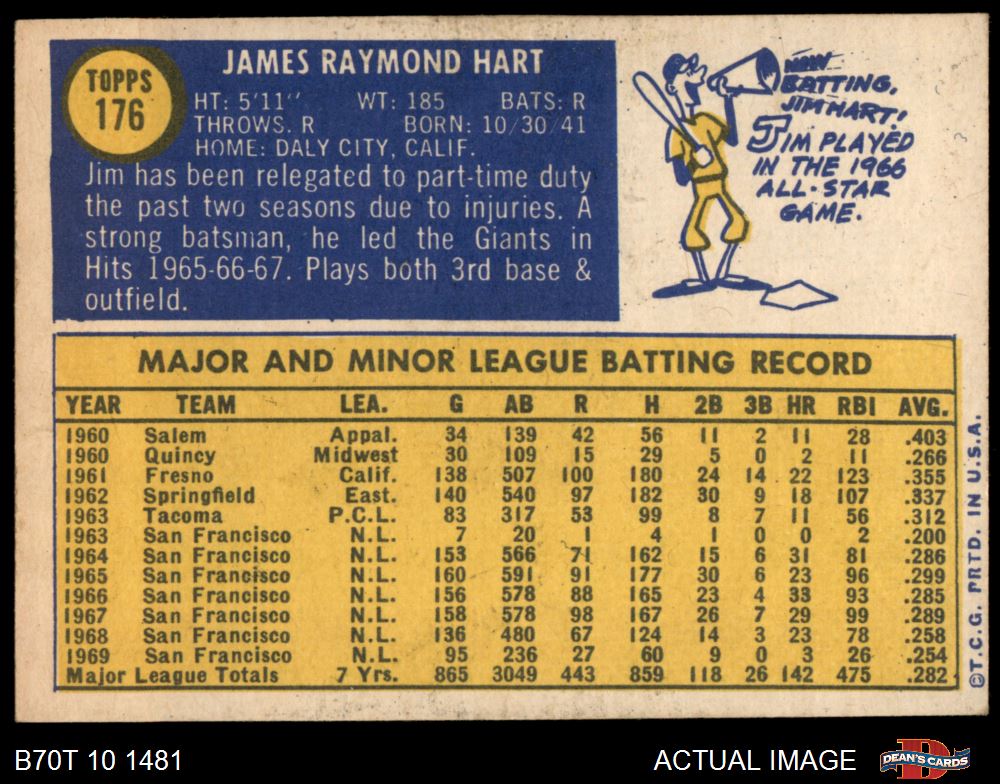 TOPPS
176
JAMES RAYMOND HART
HT: 5'11" WT: 185 BATS: R
THROWS. R BORN: 10/30/41
HOME: DALY CITY, CALIF.
Jim has been relegated to part-time duty
the past two seasons due to injuries. A
strong batsman, he led the Giants in
Hits 1965-66-67. Plays both 3rd base &
outfield.
NOW
BATTING,
JIM HART!
JIM PLAYED
IN THE 1966
ALL-STAR
GAME.
MAJOR AND MINOR LEAGUE BATTING RECORD
YEAR TEAM LEA. G AB R H 2B 3B HR RBI AVG.
1960 Salem Appal. 34 139 42 56 11 2 11 28 .403
1960 Quincy Midwest 30 109 15 29 5 0 2 11 .266
1961 Fresno Calif. 138 507 100 180 24 14 22 123 .355
1962 Springfield East. 140 540 97 182 30 9 18 107 .337
1963 Tacoma P.C.L. 83 317 53 99 8 7 11 56 .312
1963 San Francisco N.L. 7 20 1 4 1 0 0 2 .200
1964 San Francisco N.L. 153 566 71 162 15 6 31 81 .286
1965 San Francisco N.L. 160 591 91 177 30 6 23 96 .299
1966 San Francisco N.L. 156 578 88 165 23 4 33 93 .285
1967 San Francisco N.L. 158 578 98 167 26 7 29 99 .289
1968 San Francisco N.L. 136 480 67 124 14 3 23 78 .258
1969 San Francisco N.L. 95 236 27 60 9 0 3 26 .254
Major League Totals 7 Yrs. 865 3049 443 859 118 26 142 475 .282
©T.C.G. PRTD. IN U.S.A.
B70T 10 1481
ACTUAL IMAGE
DEAN'S CARDS